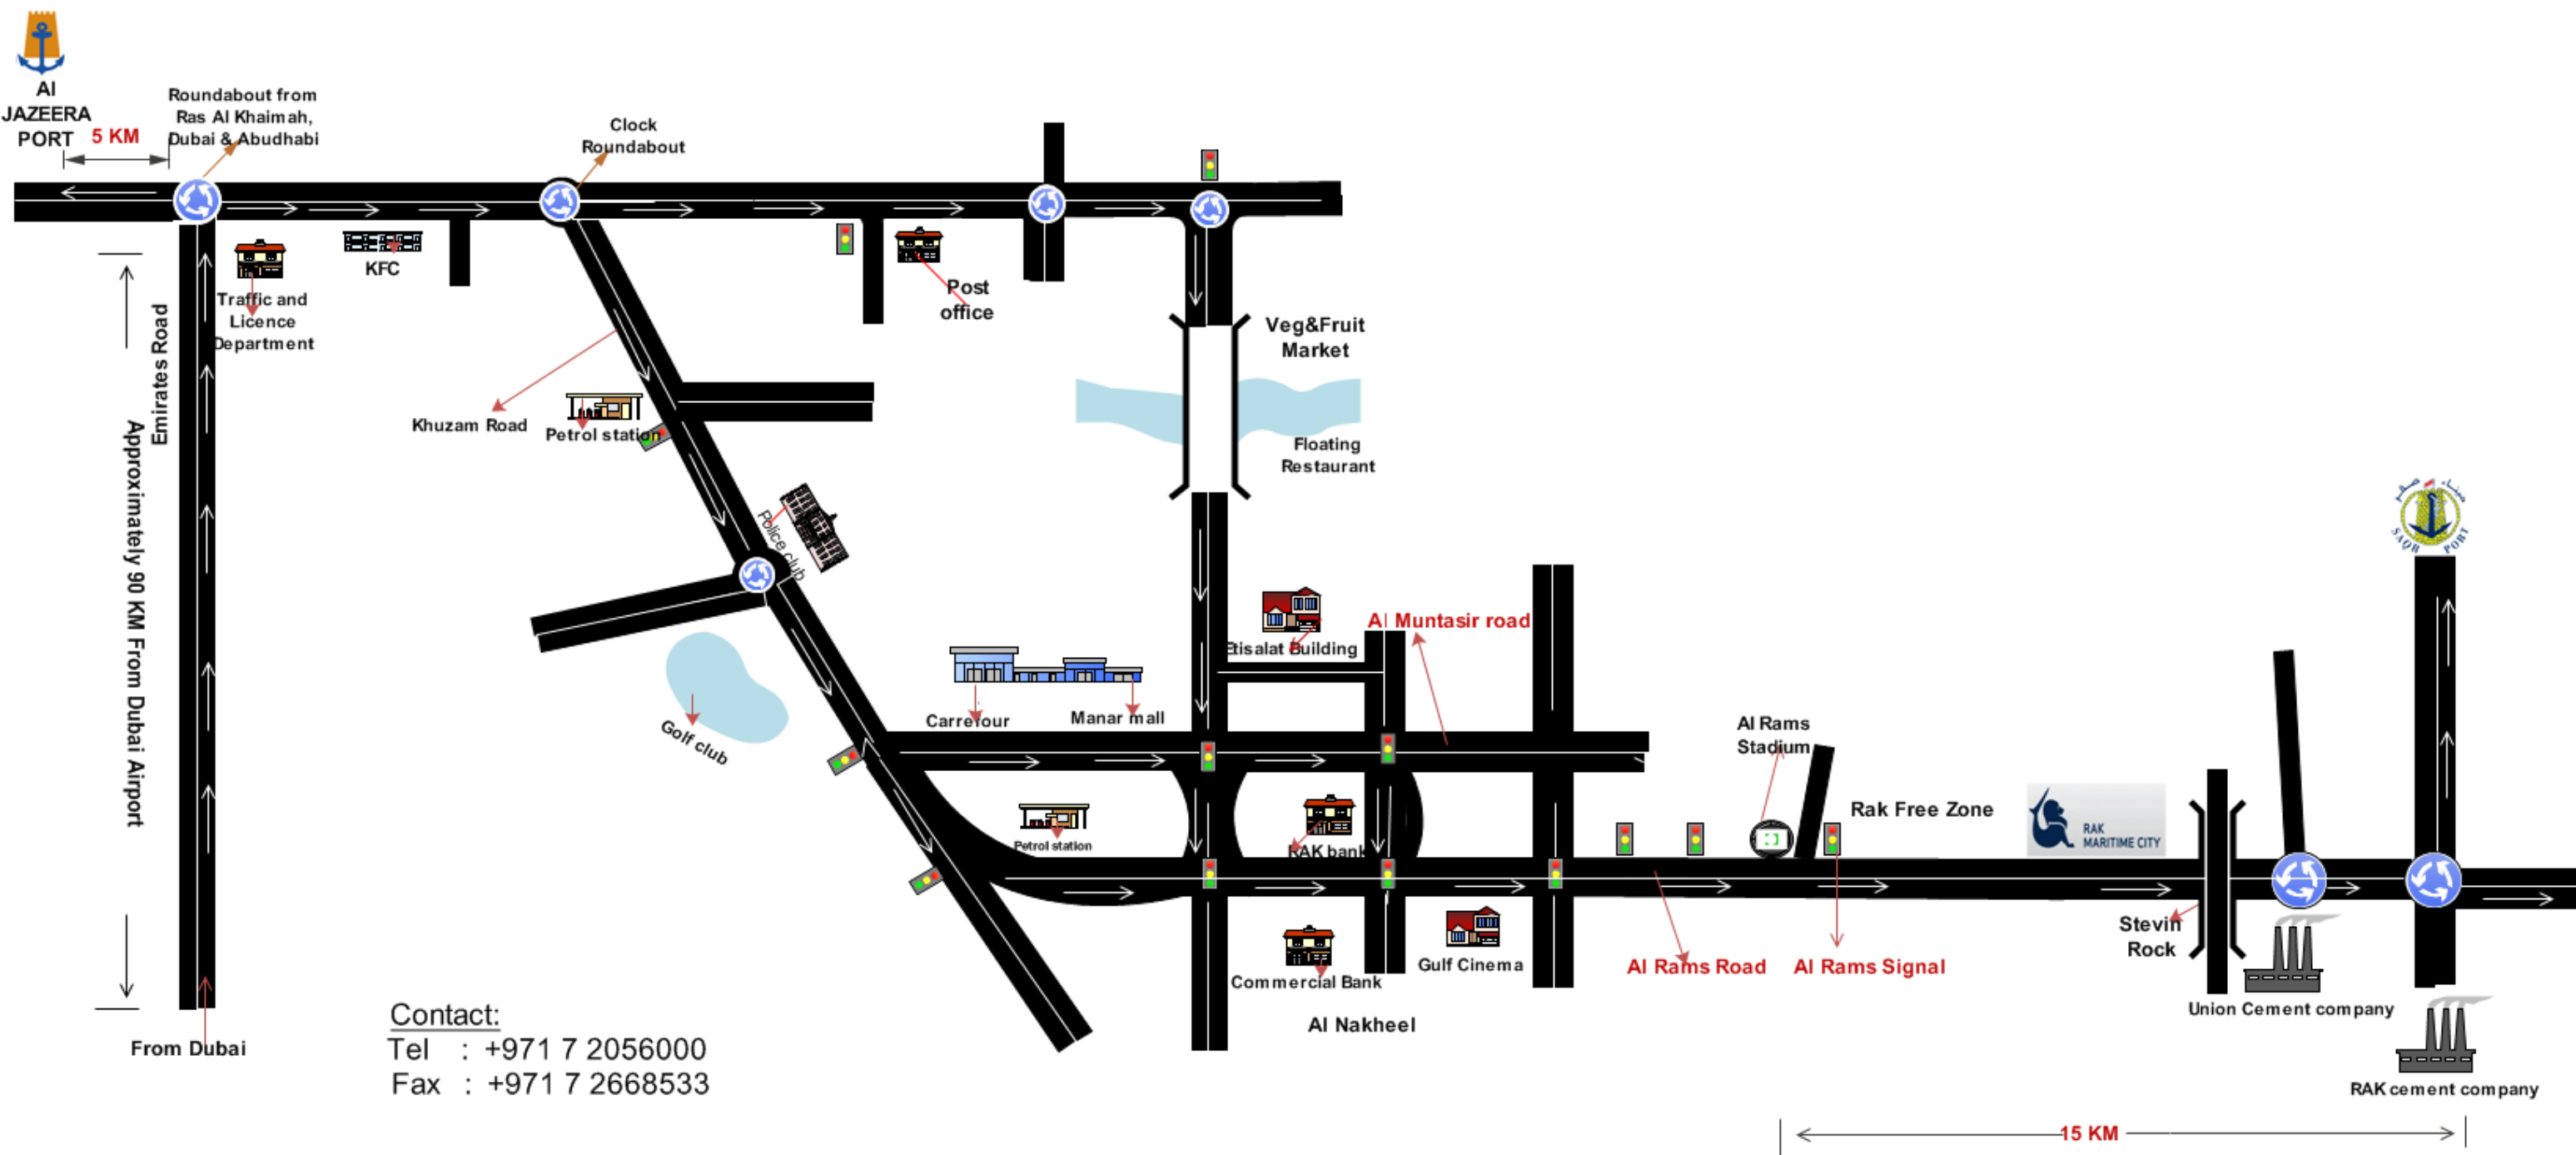 Al
JAZEERA
PORT
5 KM
Roundabout from
Ras Al Khaimah,
Dubai & Abudhabi
Clock
Roundabout
Traffic and
Licence
Department
KFC
Post
office
Emirates Road
Approximately 90 KM From Dubai Airport
From Dubai
Khuzam Road
Petrol station
Police club
Golf club
Veg&Fruit
Market
Floating
Restaurant
Carrefour
Manar mall
Etisalat Building
Al Muntasir road
Petrol station
RAK bank
Al Rams
Stadium
Rak Free Zone
RAK
MARITIME CITY
ميناء صقر
SAQR PORT
Commercial Bank
Gulf Cinema
Al Nakheel
Al Rams Road
Al Rams Signal
Stevin
Rock
Union Cement company
RAK cement company
15 KM
Contact:
Tel : +971 7 2056000
Fax : +971 7 2668533